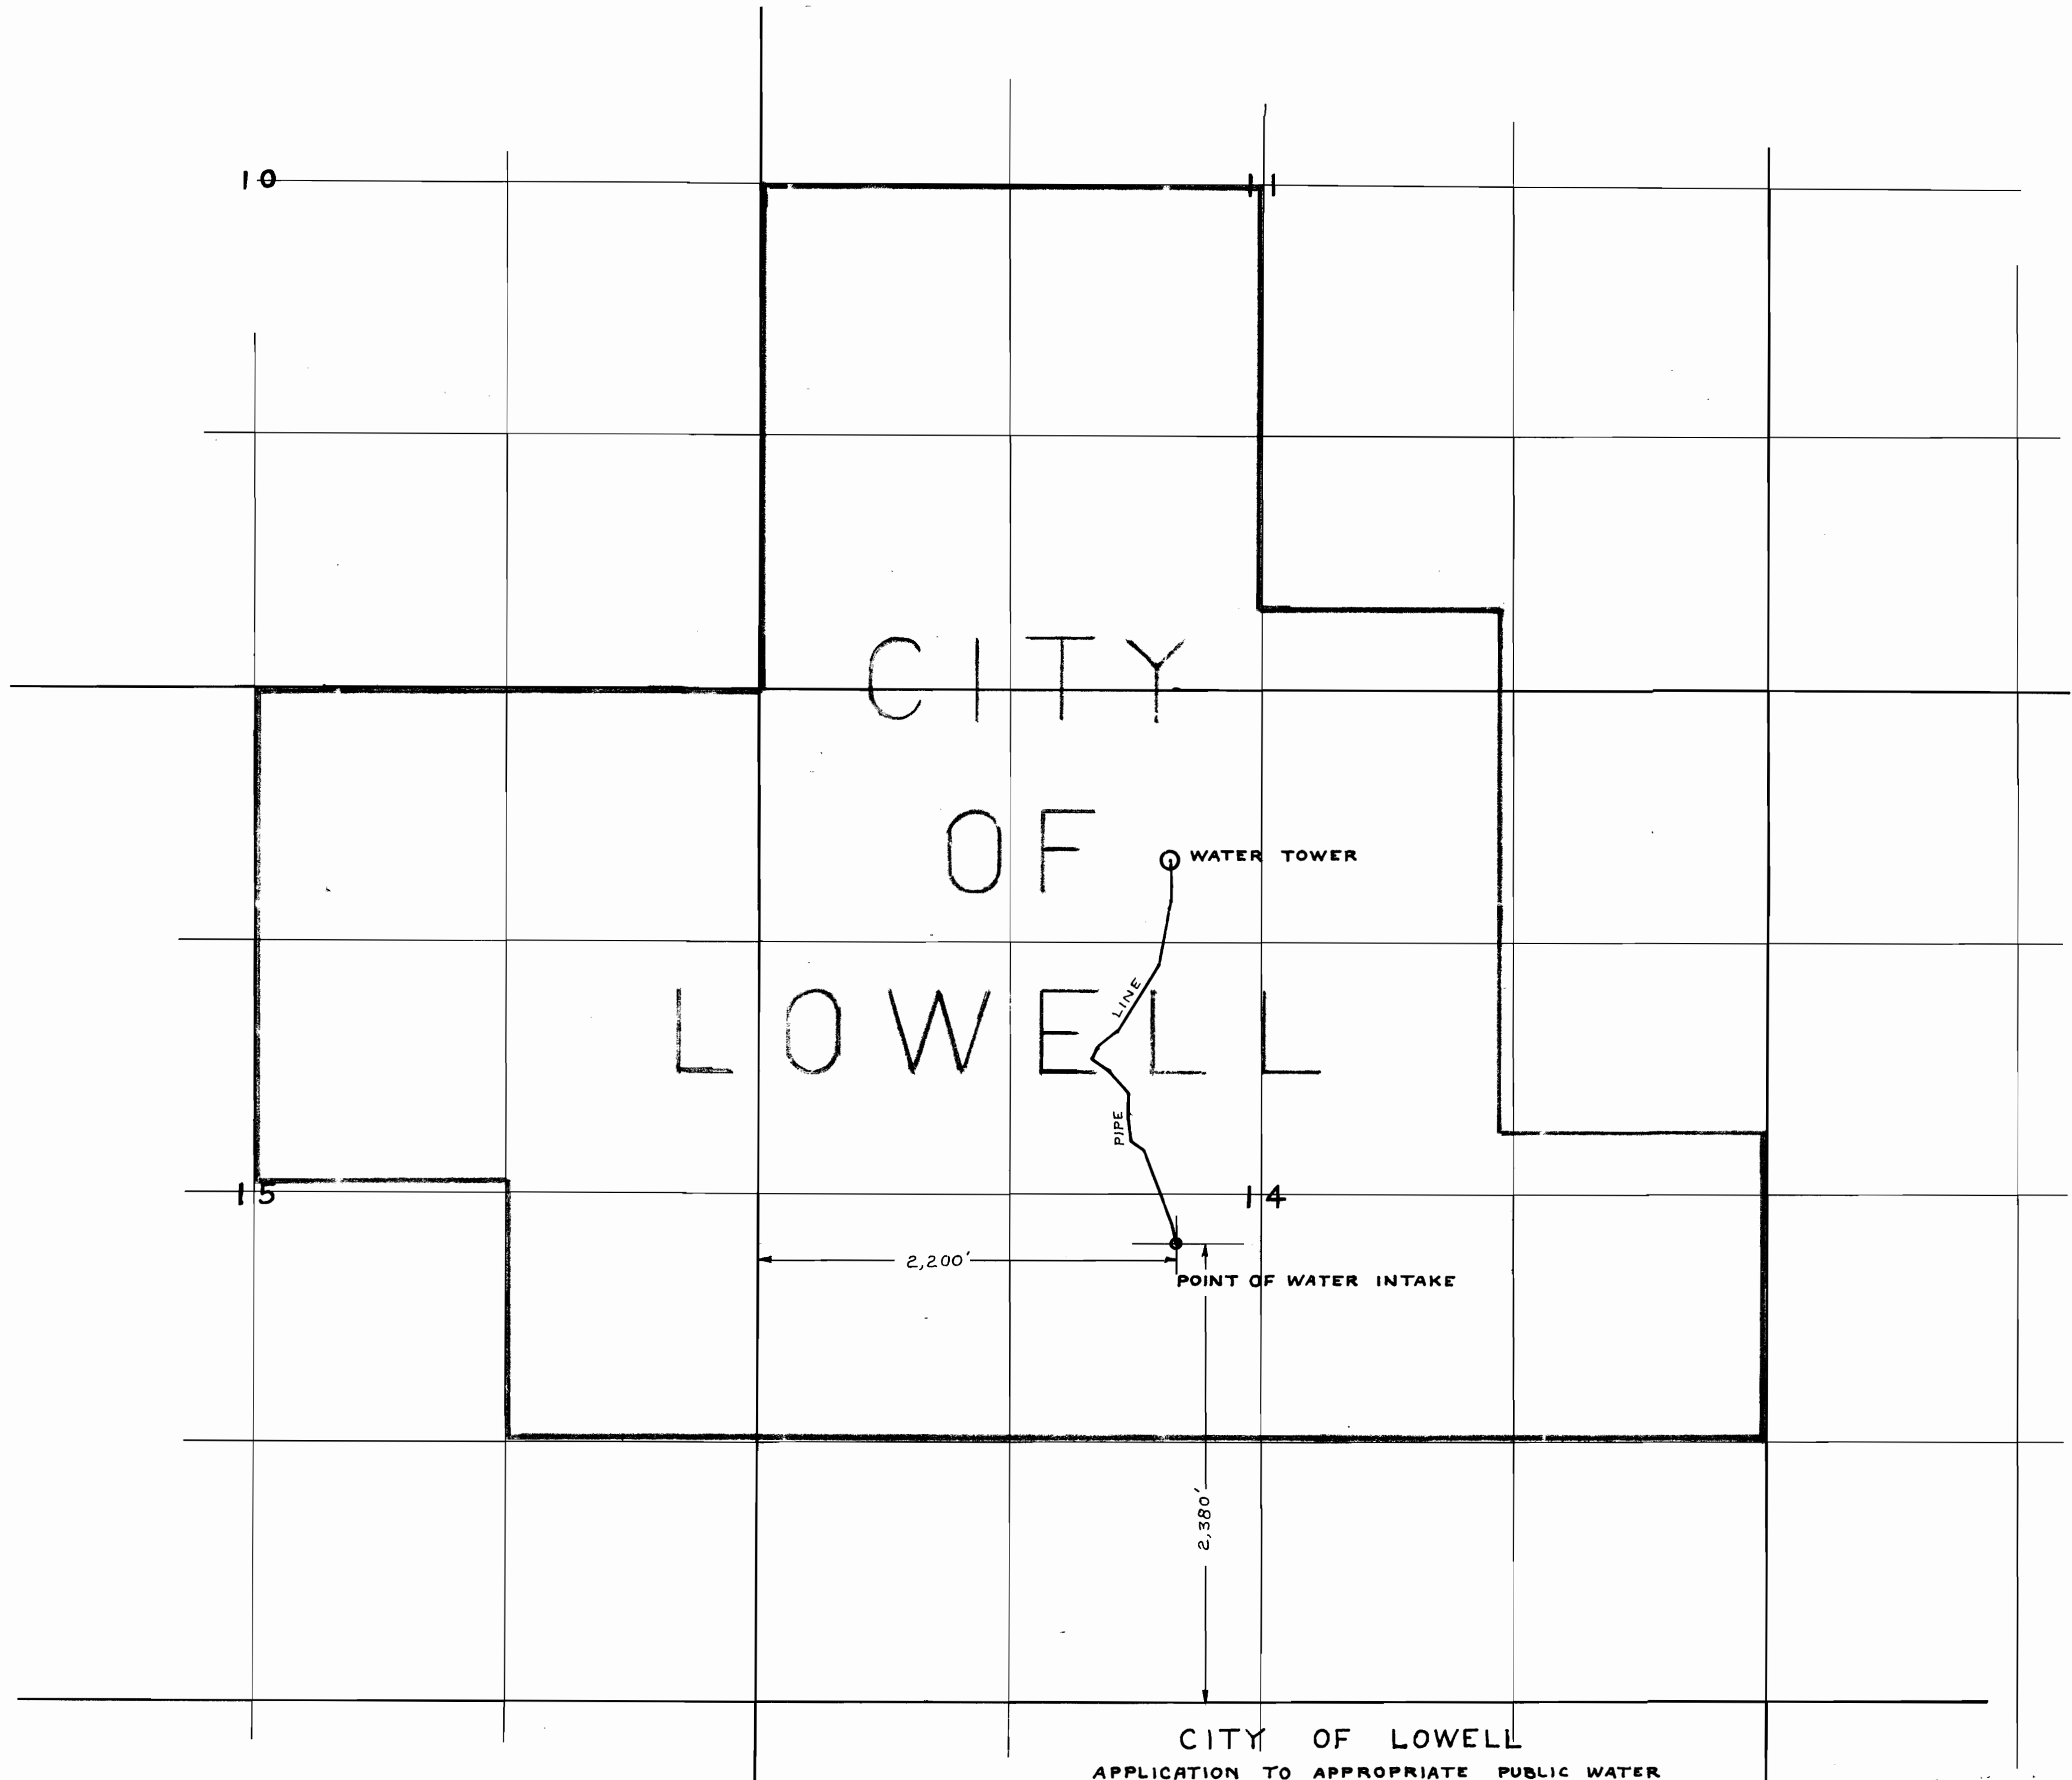 10
11
CITY
OF
WATER TOWER
LINE
LOWELL
PIPE
15
14
2,200'
POINT OF WATER INTAKE
2,380'
CITY OF LOWELL
APPLICATION TO APPROPRIATE PUBLIC WATER